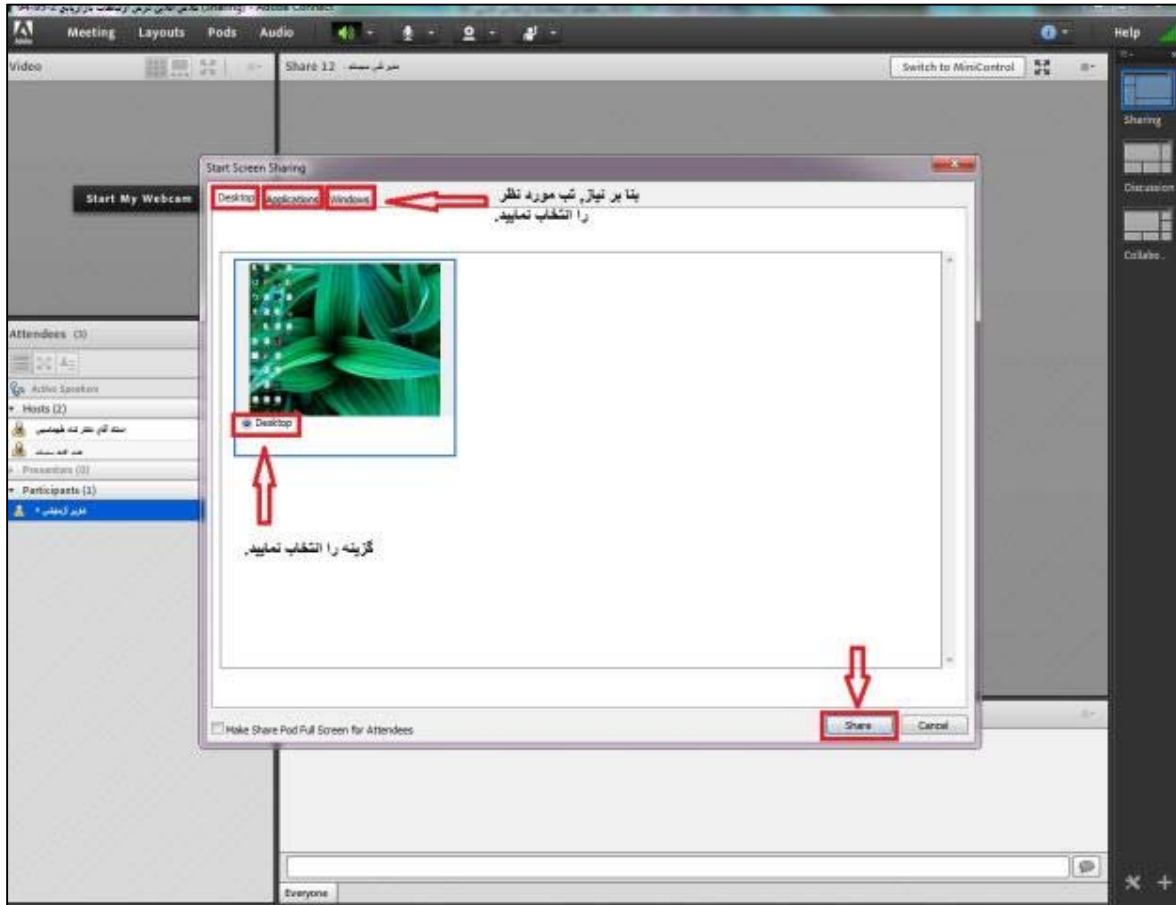 (Sharing) - Adobe Connect
Meeting Layouts Pods Audio
Help
Video
Share 12
Switch to MiniControl
Sharing
Discussion
Collabo..
Start My Webcam
Start Screen Sharing
Desktop Applications Windows
بنا بر نیاز, تب مورد نظر
را انتخاب نمایید.
Desktop
گزینه را انتخاب نمایید.
Make Share Pod Full Screen for Attendees
Share Cancel
Attendees (3)
Active Speakers
Hosts (2)
Presenters (0)
Participants (1)
Everyone